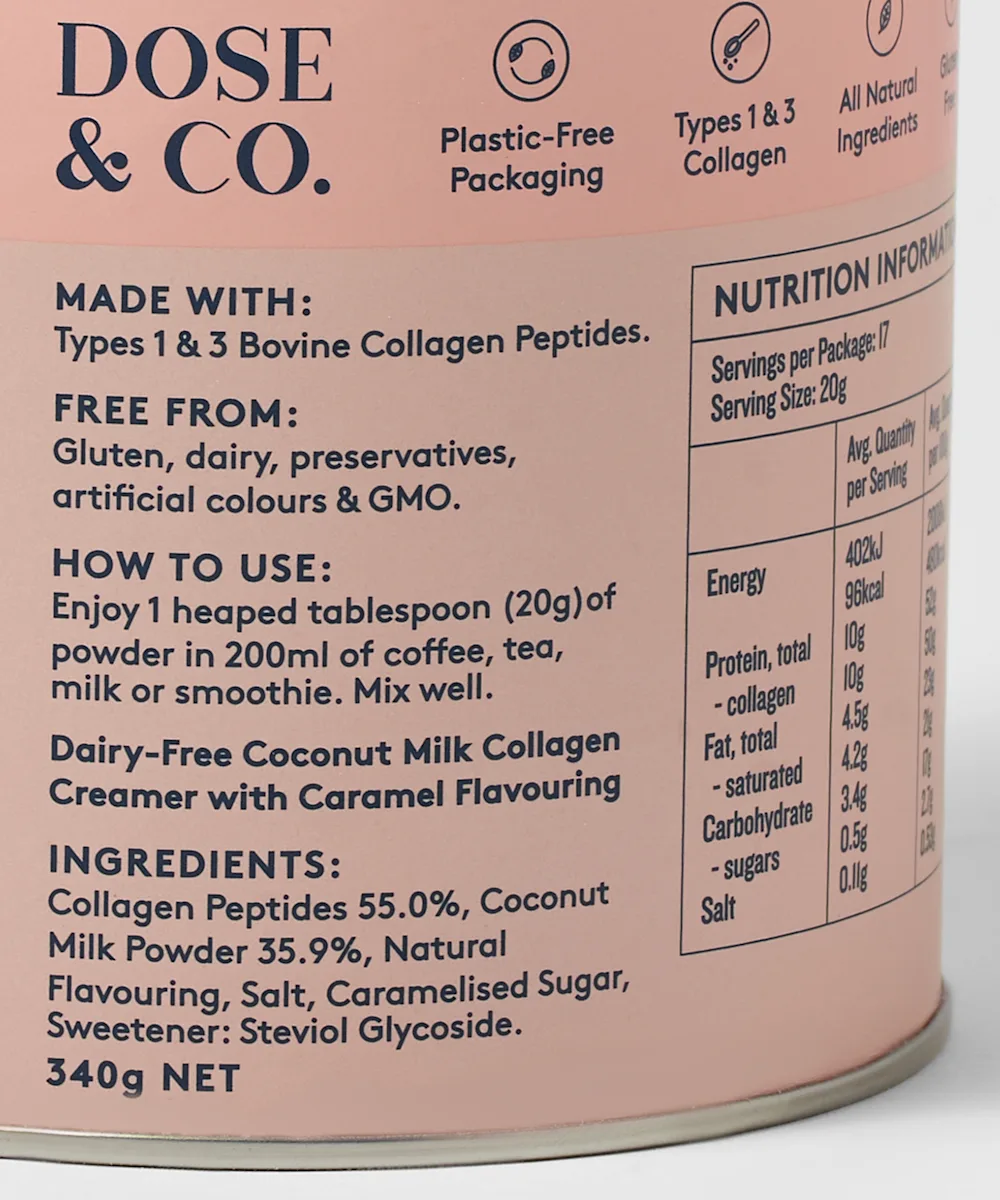 DOSE
& CO.
Plastic-Free
Packaging
Types 1 & 3
Collagen
All Natural
Ingredients
MADE WITH:
Types 1 & 3 Bovine Collagen Peptides.
FREE FROM:
Gluten, dairy, preservatives,
artificial colours & GMO.
HOW TO USE:
Enjoy 1 heaped tablespoon (20g) of
powder in 200ml of coffee, tea,
milk or smoothie. Mix well.
Dairy-Free Coconut Milk Collagen
Creamer with Caramel Flavouring
INGREDIENTS:
Collagen Peptides 55.0%, Coconut
Milk Powder 35.9%, Natural
Flavouring, Salt, Caramelised Sugar,
Sweetener: Steviol Glycoside.
340g NET
NUTRITION
Servings per Package: 17
Serving Size: 20g
Avg. Quantity
per Serving
Energy 402kJ
96kcal
Protein, total 10g
- collagen 10g
Fat, total 4.5g
- saturated 4.2g
Carbohydrate 3.4g
- sugars 0.5g
Salt 0.11g